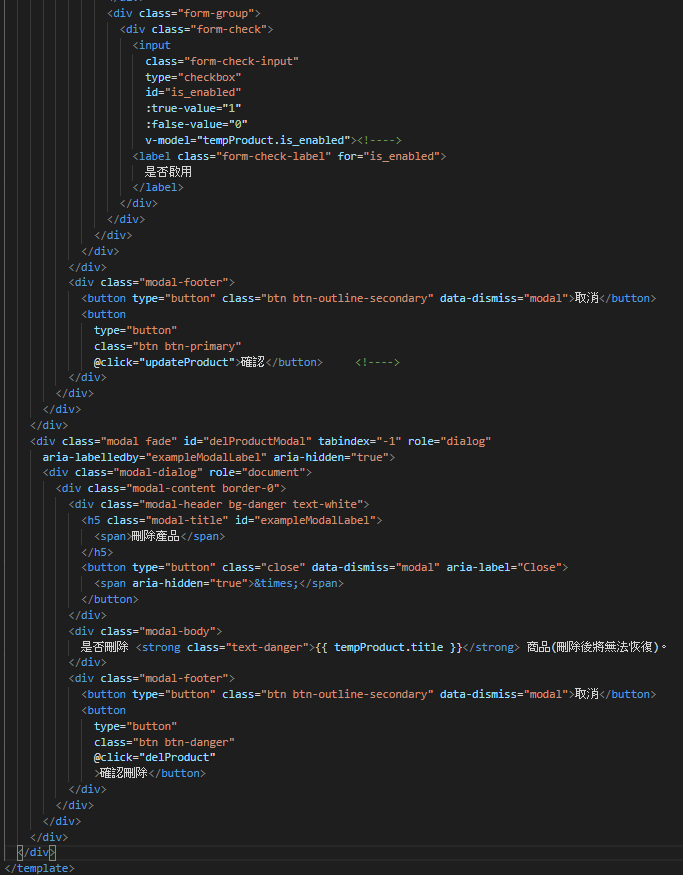 <div class="form-group">
<div class="form-check">
<input
class="form-check-input"
type="checkbox"
id="is_enabled"
:true-value="1"
:false-value="0"
v-model="tempProduct.is_enabled"><!---->
<label class="form-check-label" for="is_enabled">
是否啟用
</label>
</div>
</div>
</div>
</div>
</div>
<div class="modal-footer">
<button type="button" class="btn btn-outline-secondary" data-dismiss="modal">取消</button>
<button
type="button"
class="btn btn-primary"
@click="updateProduct">確認</button> <!---->
</div>
</div>
</div>
</div>
<div class="modal fade" id="delProductModal" tabindex="-1" role="dialog"
aria-labelledby="exampleModalLabel" aria-hidden="true">
<div class="modal-dialog" role="document">
<div class="modal-content border-0">
<div class="modal-header bg-danger text-white">
<h5 class="modal-title" id="exampleModalLabel">
<span>刪除產品</span>
</h5>
<button type="button" class="close" data-dismiss="modal" aria-label="Close">
<span aria-hidden="true">&times;</span>
</button>
</div>
<div class="modal-body">
是否刪除 <strong class="text-danger">{{ tempProduct.title }}</strong> 商品(刪除後將無法恢復)。
</div>
<div class="modal-footer">
<button type="button" class="btn btn-outline-secondary" data-dismiss="modal">取消</button>
<button
type="button"
class="btn btn-danger"
@click="delProduct"
>確認刪除</button>
</div>
</div>
</div>
</div>
</div>
</template>